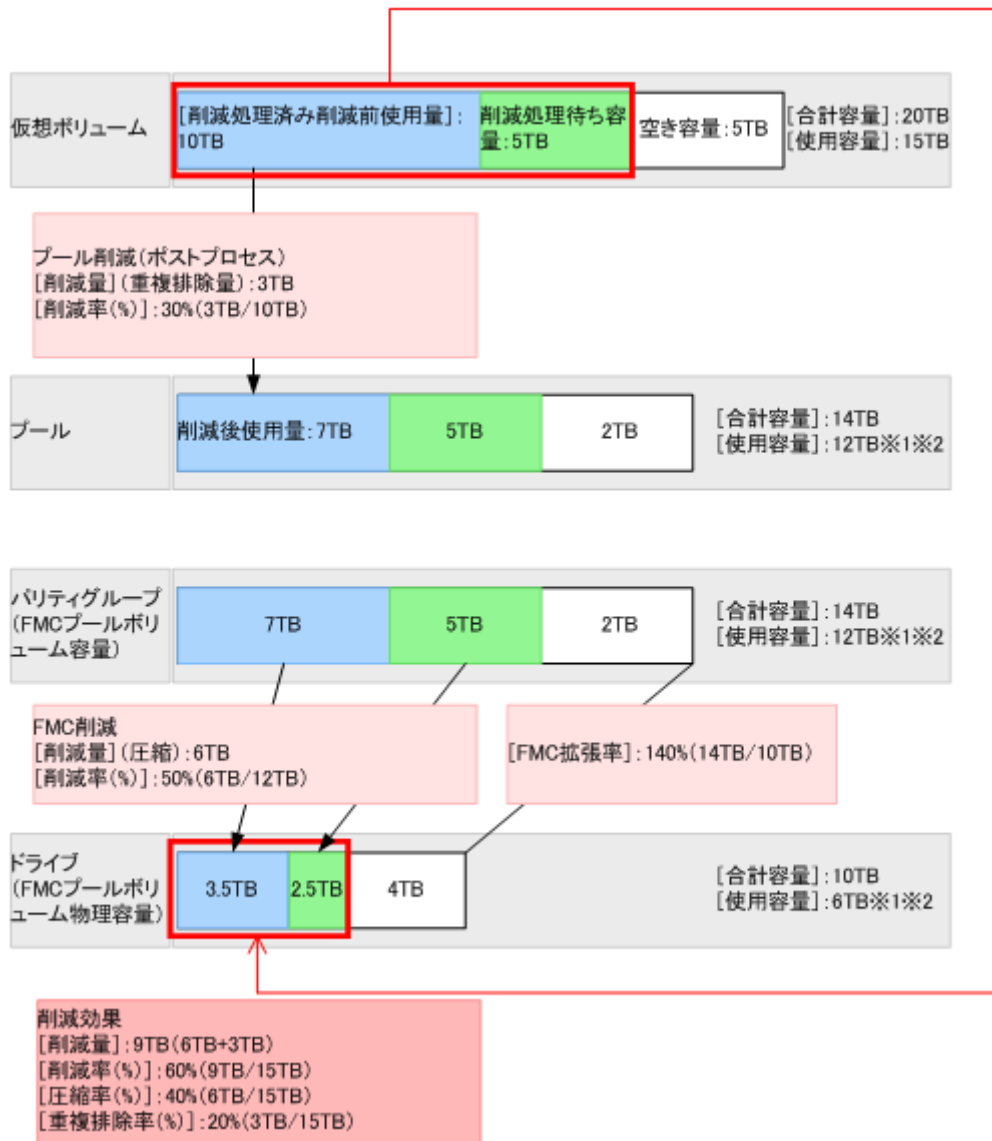 仮想ボリューム
[削減処理済み削減前使用量]:
10TB
削減処理待ち容
量:5TB
空き容量:5TB
[合計容量]:20TB
[使用容量]:15TB
プール削減(ポストプロセス)
[削減量](重複排除量):3TB
[削減率(%)]:30%(3TB/10TB)
プール
削減後使用量:7TB
5TB
2TB
[合計容量]:14TB
[使用容量]:12TB※1※2
パリティグループ
(FMCプールボリ
ューム容量)
7TB
5TB
2TB
[合計容量]:14TB
[使用容量]:12TB※1※2
FMC削減
[削減量](圧縮):6TB
[削減率(%)]:50%(6TB/12TB)
[FMC拡張率]:140%(14TB/10TB)
ドライブ
(FMCプールボリ
ューム物理容量)
3.5TB
2.5TB
4TB
[合計容量]:10TB
[使用容量]:6TB※1※2
削減効果
[削減量]:9TB(6TB+3TB)
[削減率(%)]:60%(9TB/15TB)
[圧縮率(%)]:40%(6TB/15TB)
[重複排除率(%)]:20%(3TB/15TB)